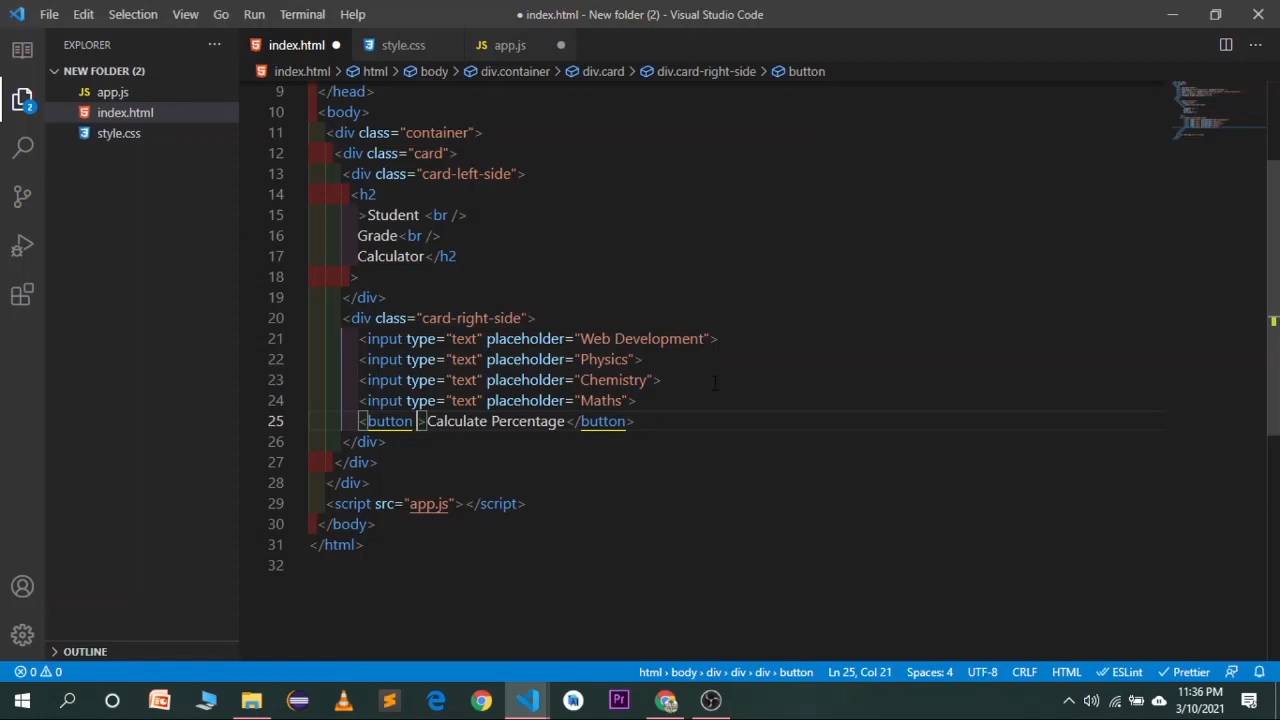 File Edit Selection View Go Run Terminal Help
● index.html - New folder (2) - Visual Studio Code
EXPLORER
index.html
style.css
JS app.js
NEW FOLDER (2)
index.html > html > body > div.container > div.card > div.card-right-side > button
JS app.js
index.html
style.css
2
9 </head>
10 <body>
11 <div class="container">
12 <div class="card">
13 <div class="card-left-side">
14 <h2
15 >Student <br />
16 Grade<br />
17 Calculator</h2
18 >
19 </div>
20 <div class="card-right-side">
21 <input type="text" placeholder="Web Development">
22 <input type="text" placeholder="Physics">
23 <input type="text" placeholder="Chemistry">
24 <input type="text" placeholder="Maths">
25 <button >Calculate Percentage</button>
26 </div>
27 </div>
28 </div>
29 <script src="app.js"></script>
30 </body>
31 </html>
32
OUTLINE
0 0
html › body › div › div › div › button Ln 25, Col 21 Spaces: 4 UTF-8 CRLF HTML ESLint Prettier
Pr
11:36 PM
3/10/2021